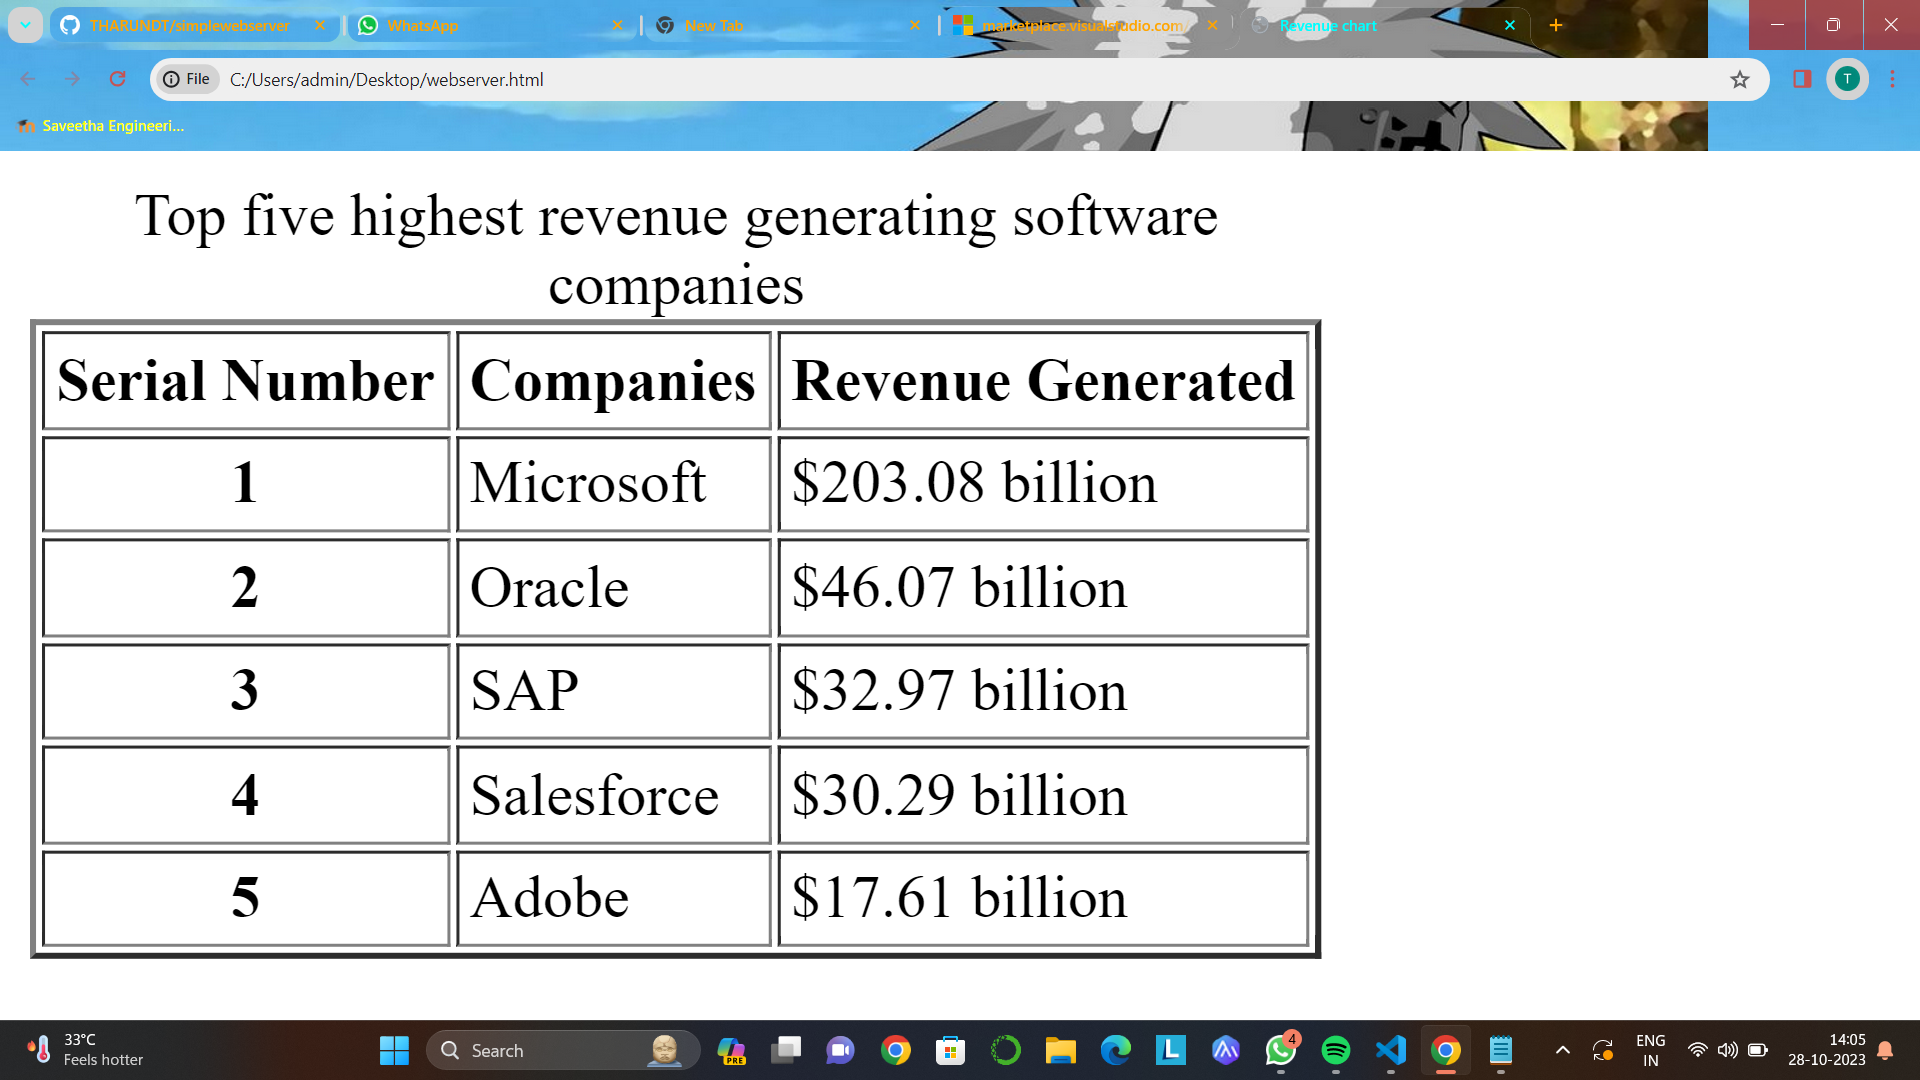 THARUNDT/simplewebserver
WhatsApp
New Tab
marketplace.visualstudio.com/
Revenue chart
File
C:/Users/admin/Desktop/webserver.html
T
Saveetha Engineeri...
Top five highest revenue generating software
companies
Serial Number Companies Revenue Generated
1 Microsoft $203.08 billion
2 Oracle $46.07 billion
3 SAP $32.97 billion
4 Salesforce $30.29 billion
5 Adobe $17.61 billion
33°C
Feels hotter
Search
PRE
L
4
ENG
IN
14:05
28-10-2023